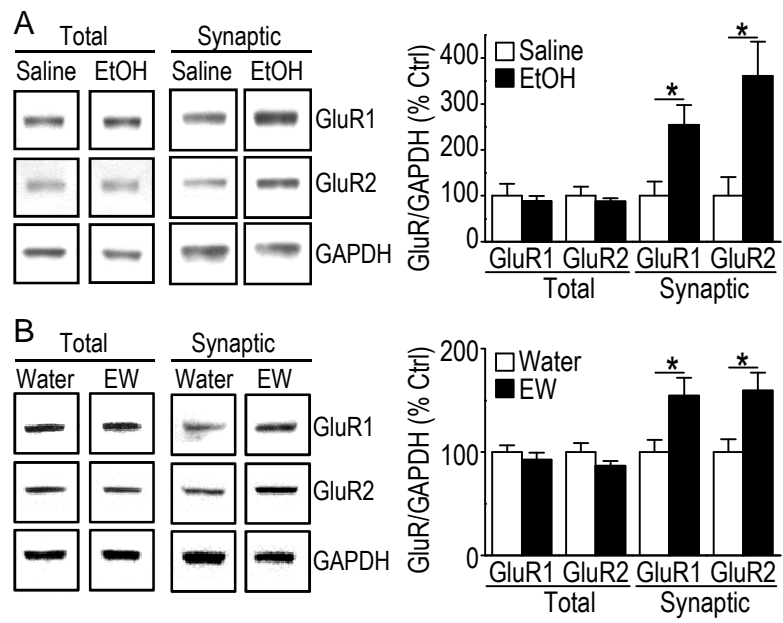 A
Total Synaptic
Saline EtOH Saline EtOH
GluR1
GluR2
GAPDH
GluR/GAPDH (% Ctrl)
400
300
200
100
0
Saline
EtOH
* *
GluR1 GluR2 GluR1 GluR2
Total Synaptic
B
Total Synaptic
Water EW Water EW
GluR1
GluR2
GAPDH
GluR/GAPDH (% Ctrl)
200
100
0
Water
EW
* *
GluR1 GluR2 GluR1 GluR2
Total Synaptic